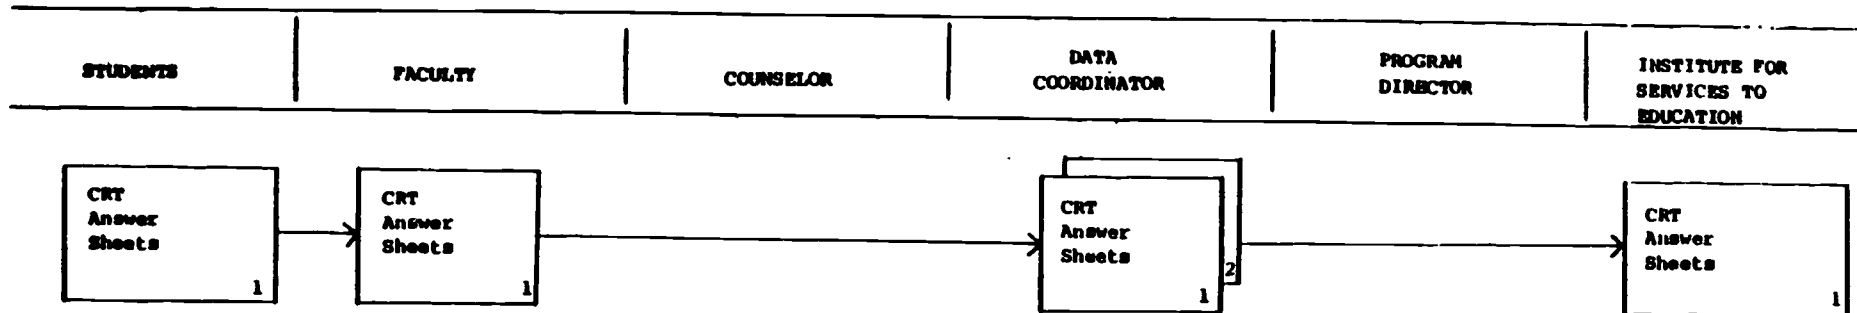 STUDENTS
FACULTY
COUNSELOR
DATA
COORDINATOR
PROGRAM
DIRECTOR
INSTITUTE FOR
SERVICES TO
EDUCATION
CRT
Answer
Sheets
1
CRT
Answer
Sheets
1
CRT
Answer
Sheets
1
2
CRT
Answer
Sheets
1